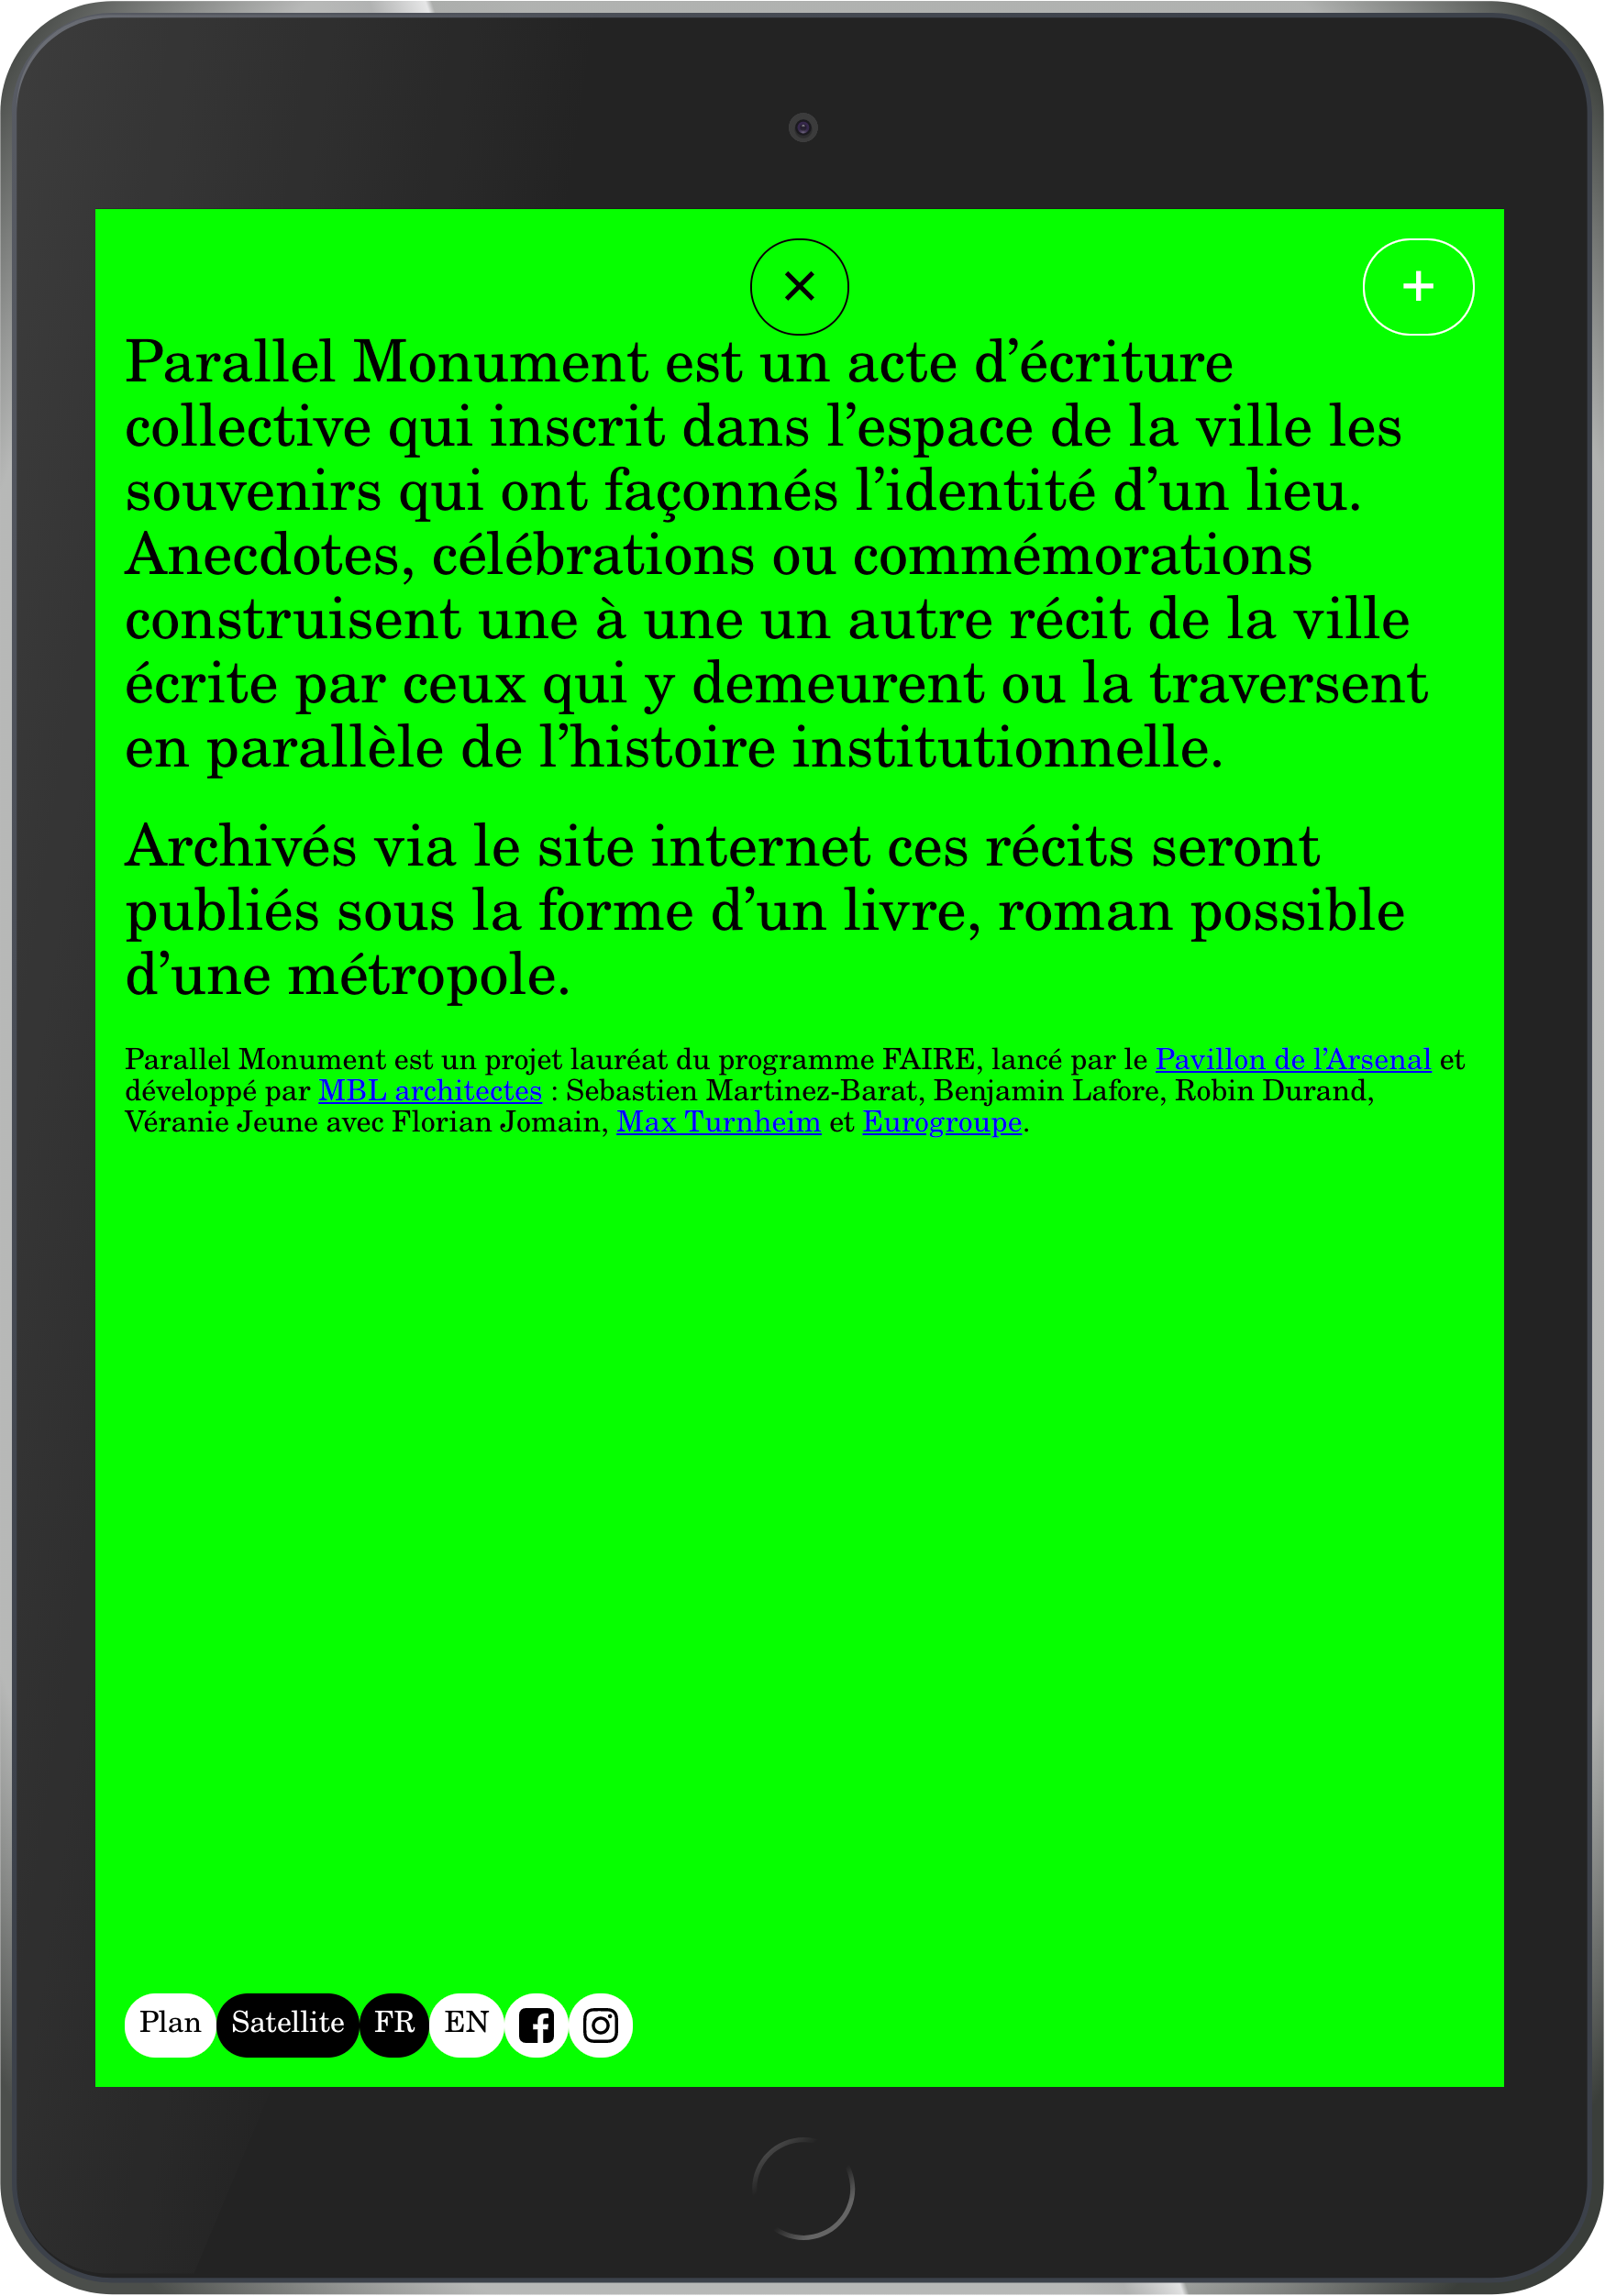 Parallel Monument est un acte d’écriture
collective qui inscrit dans l’espace de la ville les
souvenirs qui ont façonnés l’identité d’un lieu.
Anecdotes, célébrations ou commémorations
construisent une à une un autre récit de la ville
écrite par ceux qui y demeurent ou la traversent
en parallèle de l’histoire institutionnelle.
Archivés via le site internet ces récits seront
publiés sous la forme d’un livre, roman possible
d’une métropole.
Parallel Monument est un projet lauréat du programme FAIRE, lancé par le Pavillon de l’Arsenal et
développé par MBL architectes : Sebastien Martinez-Barat, Benjamin Lafore, Robin Durand,
Véranie Jeune avec Florian Jomain, Max Turnheim et Eurogroupe.
Plan Satellite FR EN